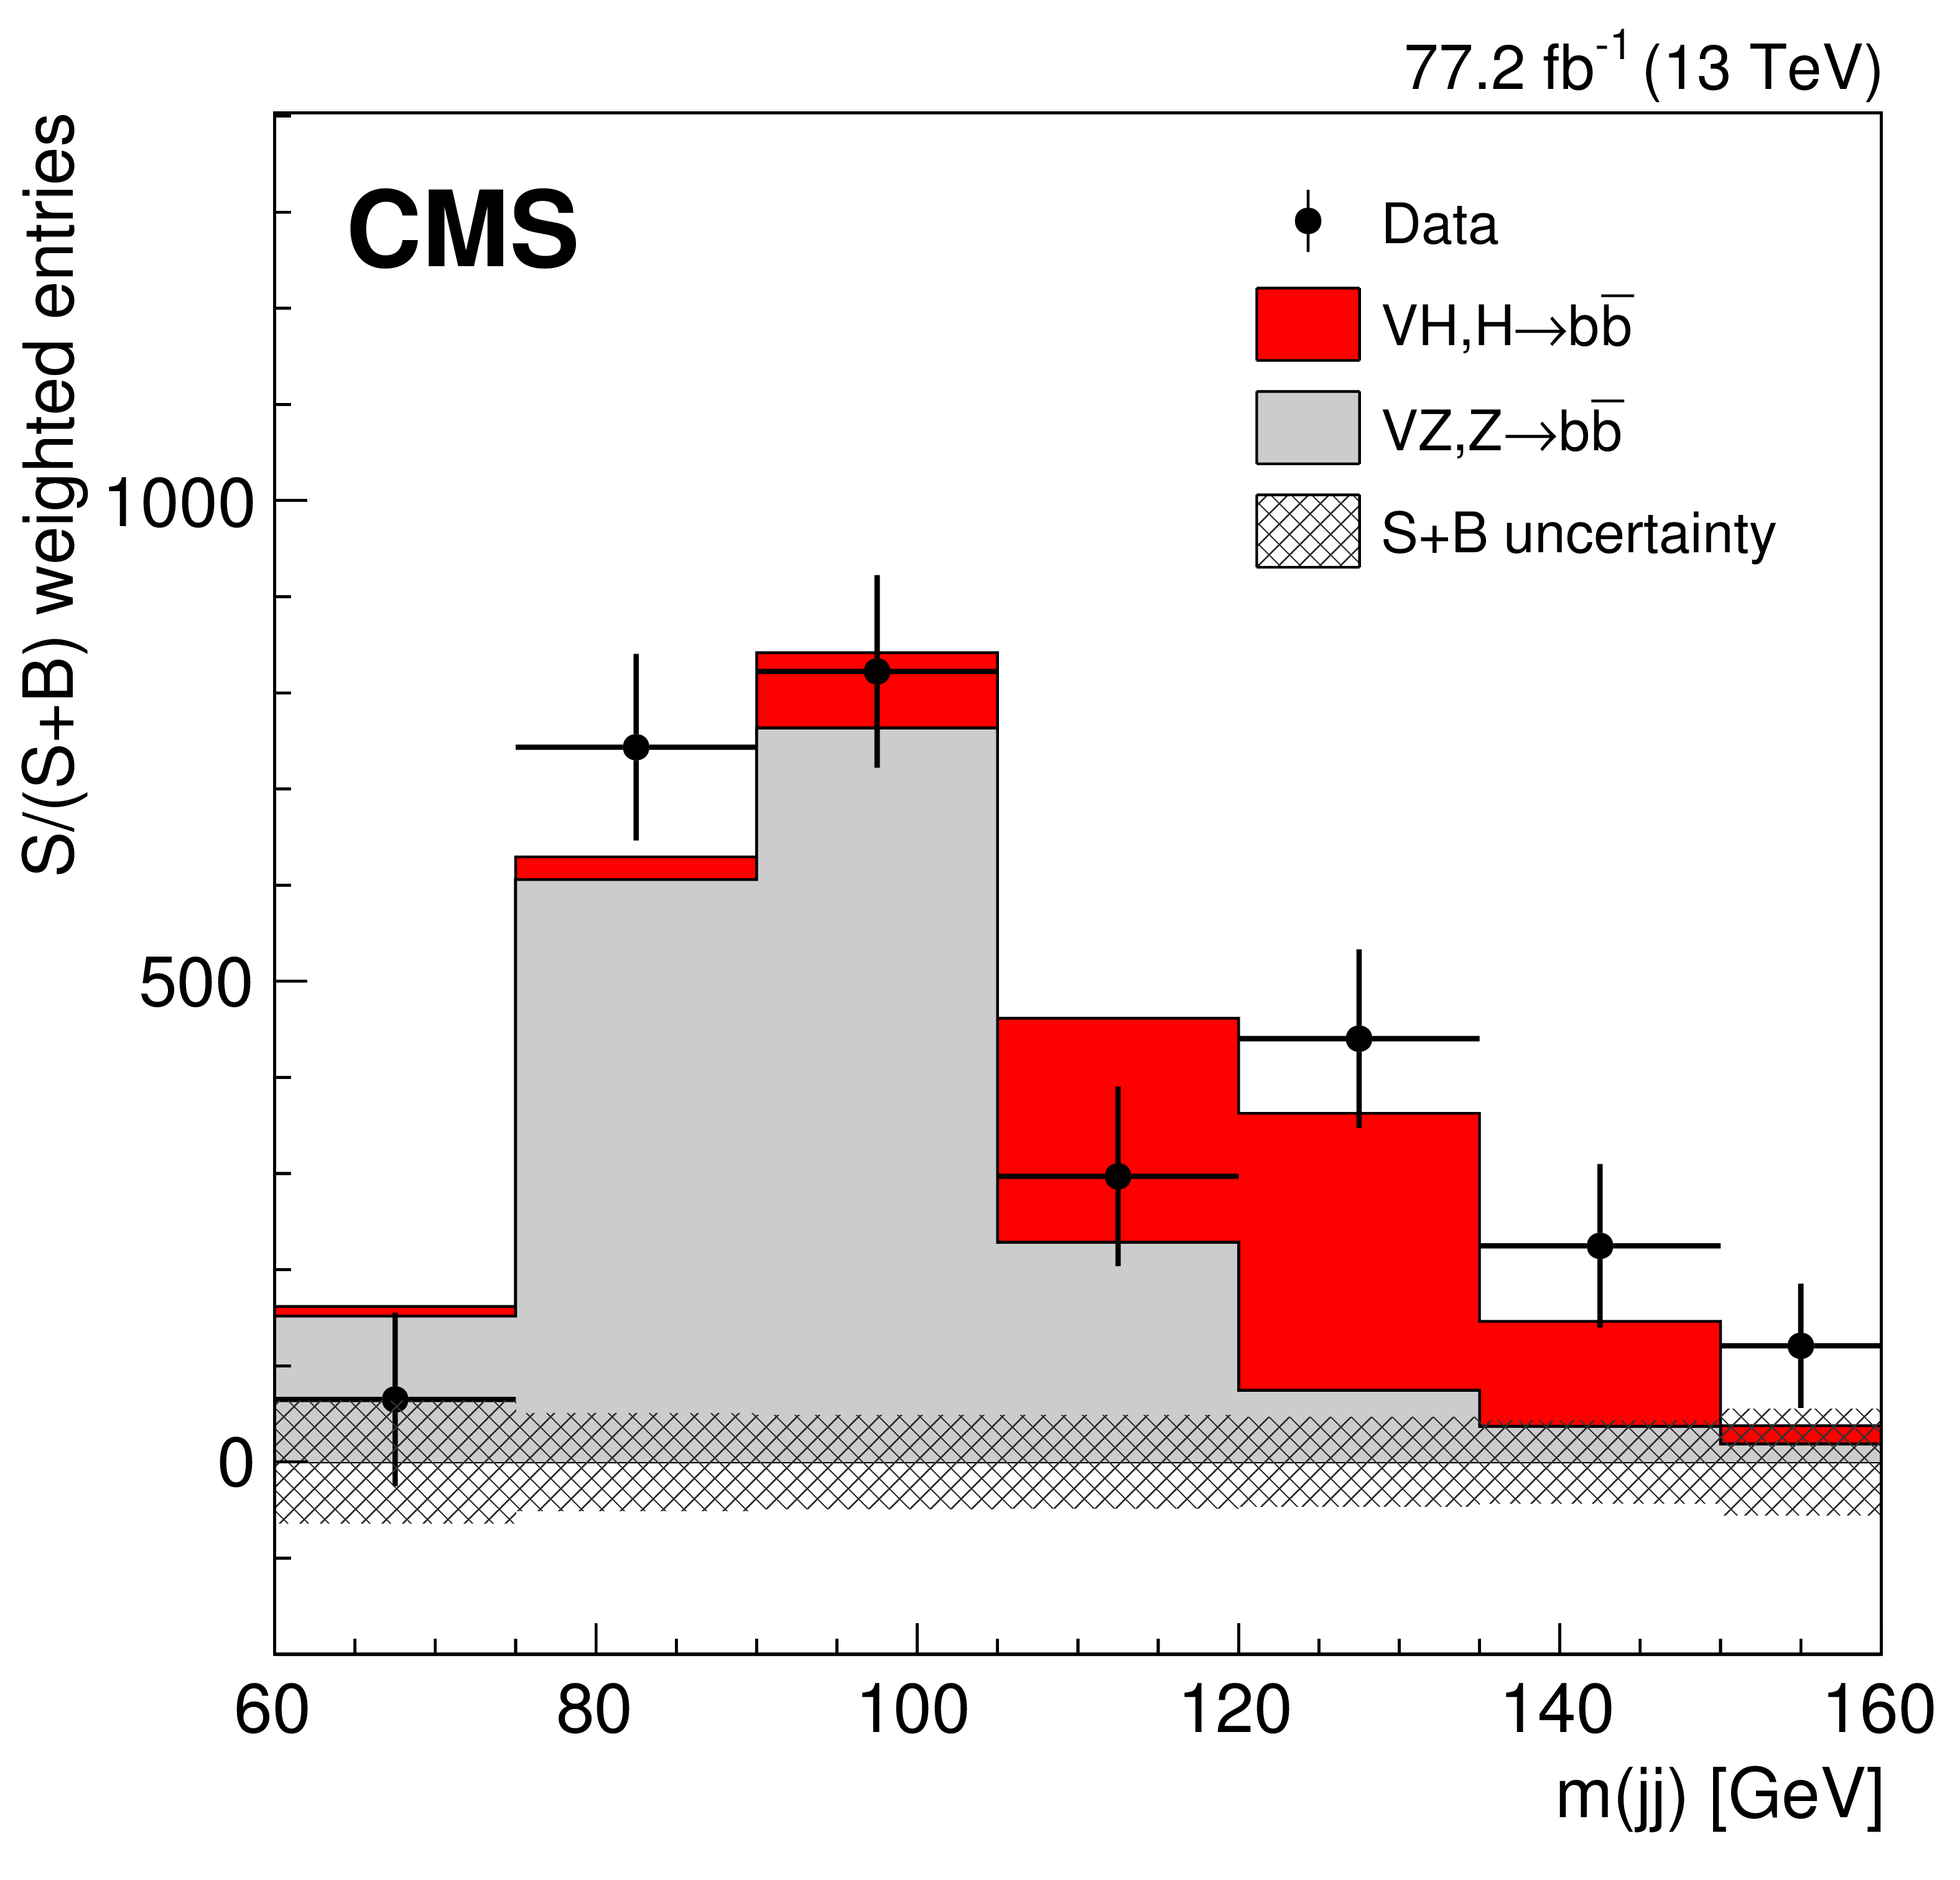 77.2 fb⁻¹ (13 TeV)
CMS
Data
VH,H→bb̅
VZ,Z→bb̅
S+B uncertainty
S/(S+B) weighted entries
1000
500
0
60 80 100 120 140 160
m(jj) [GeV]